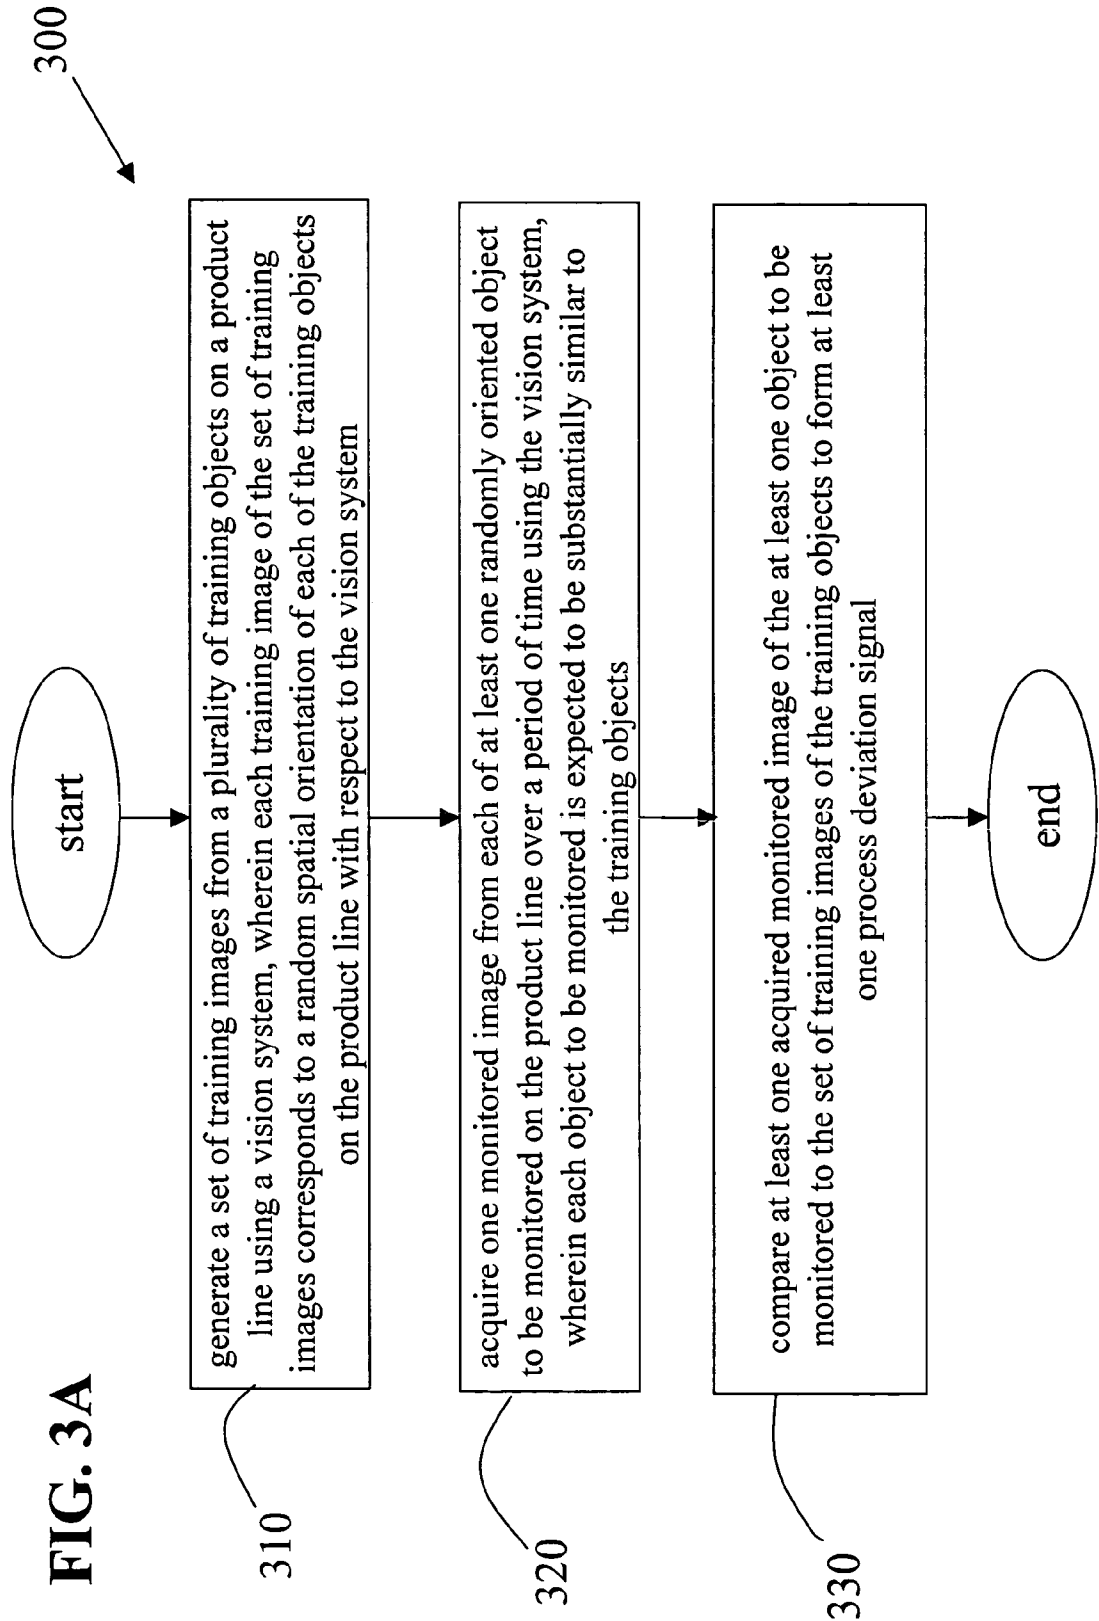 FIG. 3A
300
start
310
generate a set of training images from a plurality of training objects on a product
line using a vision system, wherein each training image of the set of training
images corresponds to a random spatial orientation of each of the training objects
on the product line with respect to the vision system
320
acquire one monitored image from each of at least one randomly oriented object
to be monitored on the product line over a period of time using the vision system,
wherein each object to be monitored is expected to be substantially similar to
the training objects
330
compare at least one acquired monitored image of the at least one object to be
monitored to the set of training images of the training objects to form at least
one process deviation signal
end